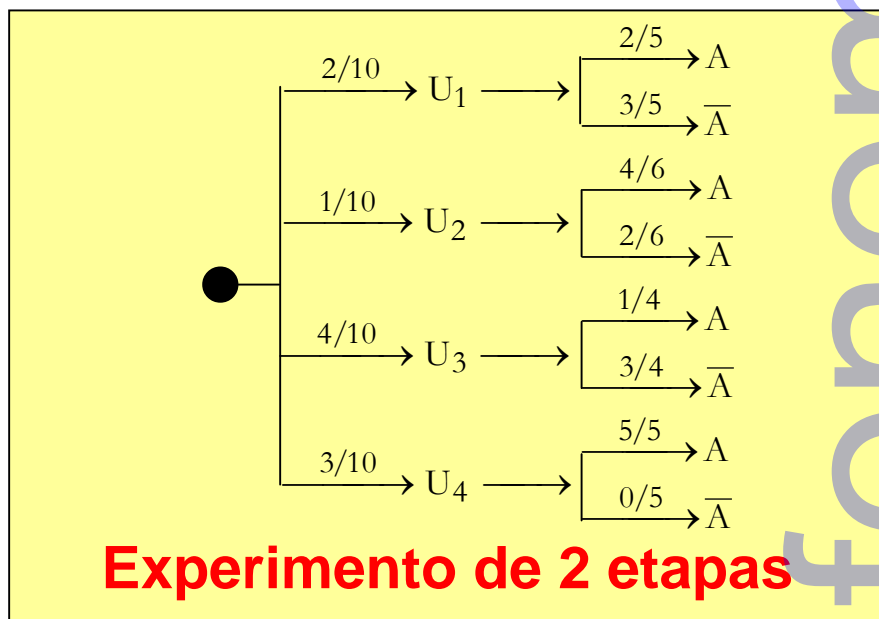 2/5 A
2/10 U₁
3/5 A̅
4/6 A
1/10 U₂
2/6 A̅
1/4 A
4/10 U₃
3/4 A̅
5/5 A
3/10 U₄
0/5 A̅
Experimento de 2 etapas